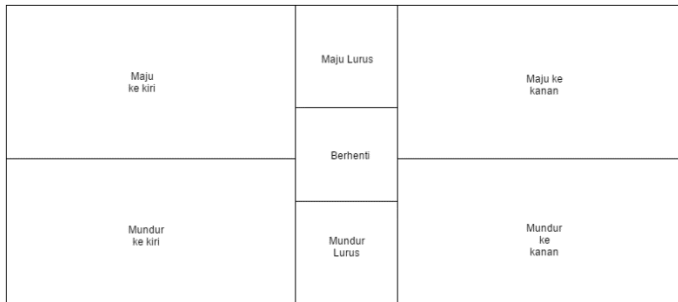 Maju
ke kiri
Maju Lurus
Maju ke
kanan
Berhenti
Mundur
ke kiri
Mundur
Lurus
Mundur
ke
kanan